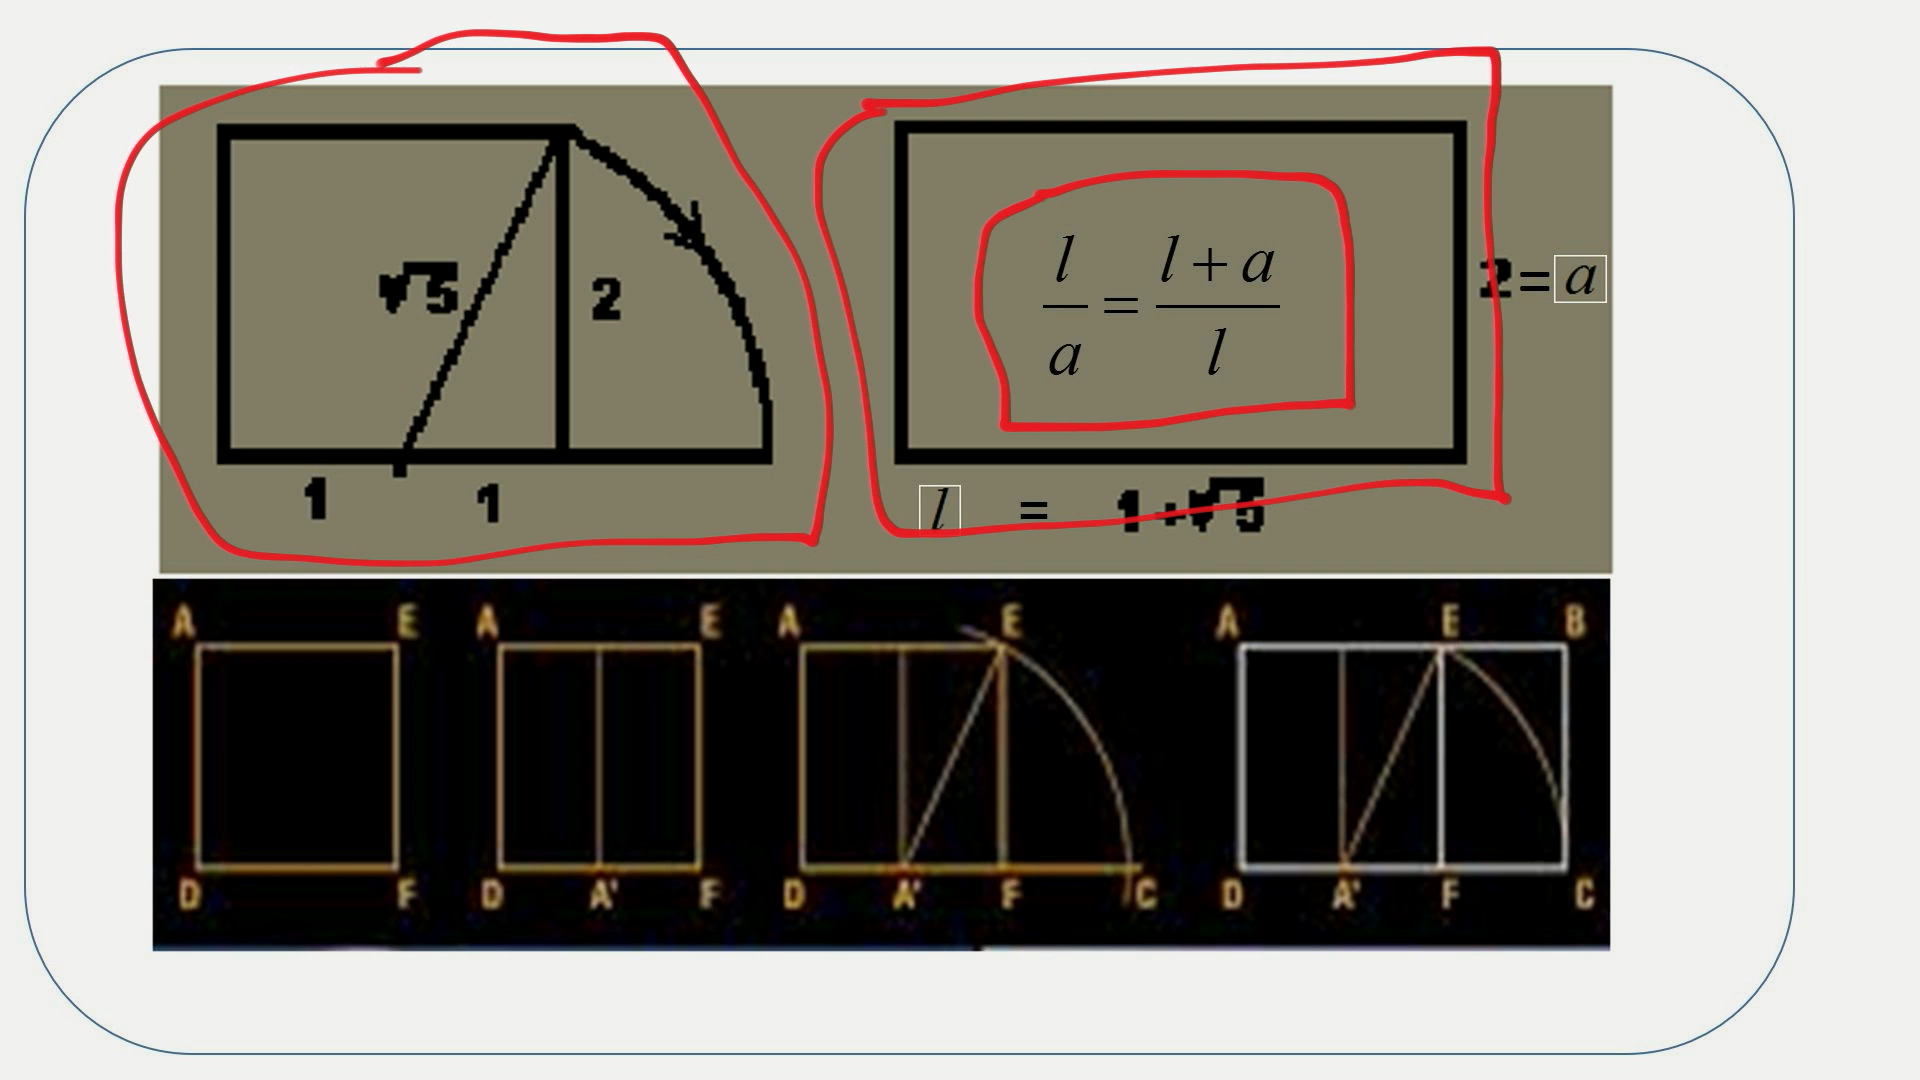 √5
2
1 1
l/a = (l + a)/l
2 = a
l = 1+√5
A E A E A E A E B
D F D A' F D A' F C D A' F C